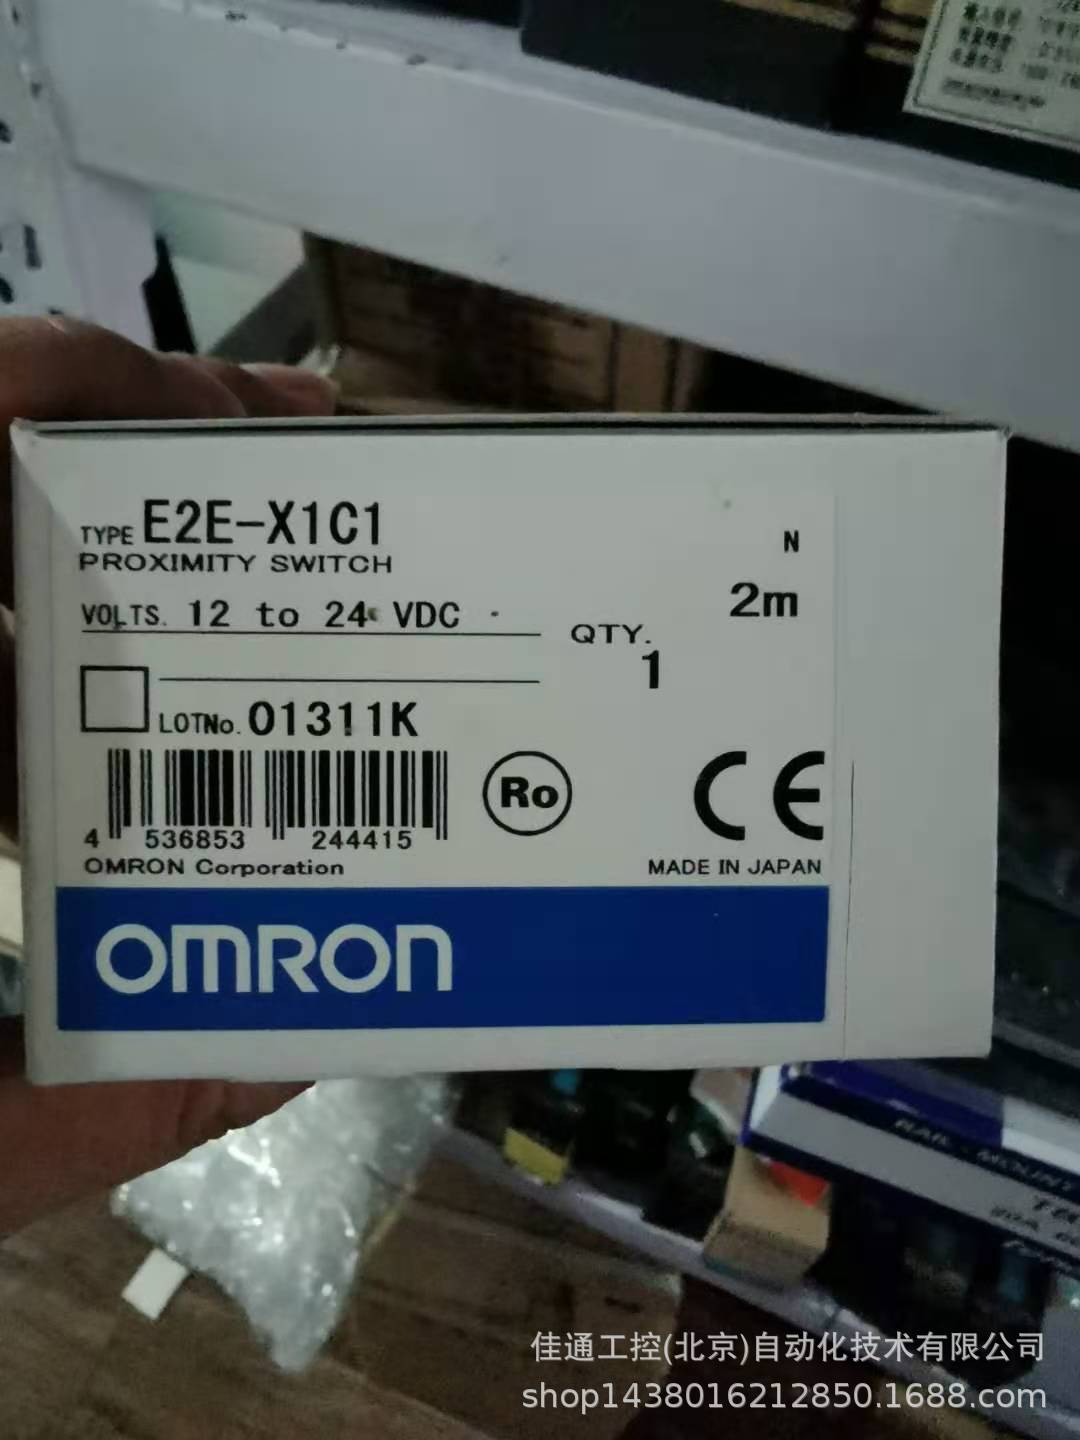 TYPE E2E-X1C1
PROXIMITY SWITCH
N
VOLTS. 12 to 24 VDC
2m
QTY.
1
LOTNo. 01311K
4 536853 244415
Ro
CE
OMRON Corporation
MADE IN JAPAN
OMRON
RAIL-MOUNT
佳通工控(北京)自动化技术有限公司
shop1438016212850.1688.com